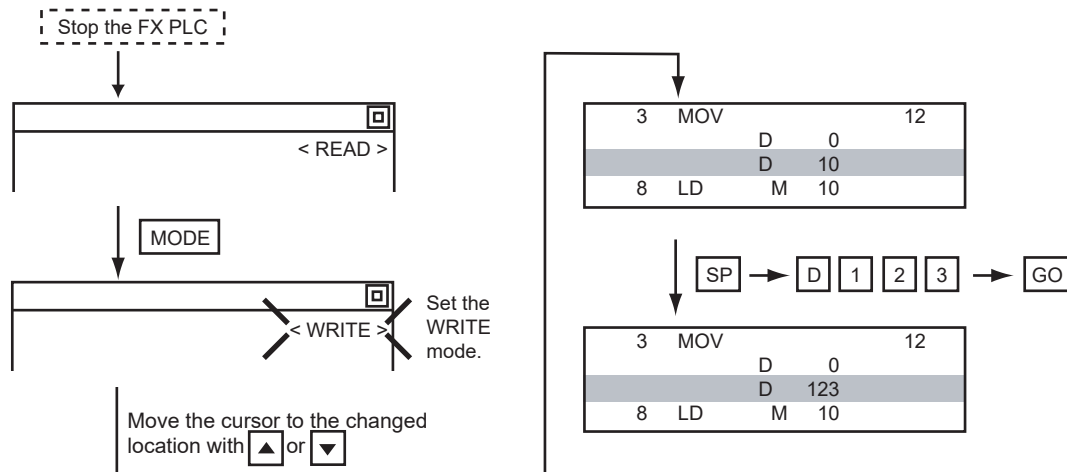 Stop the FX PLC
< READ >
MODE
< WRITE >
Set the
WRITE
mode.
Move the cursor to the changed
location with ▲ or ▼
3 MOV 12
D 0
D 10
8 LD M 10
SP D 1 2 3 GO
3 MOV 12
D 0
D 123
8 LD M 10